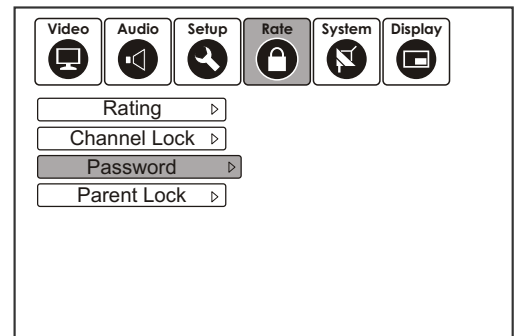 Video Audio Setup Rate System Display
Rating
Channel Lock
Password
Parent Lock